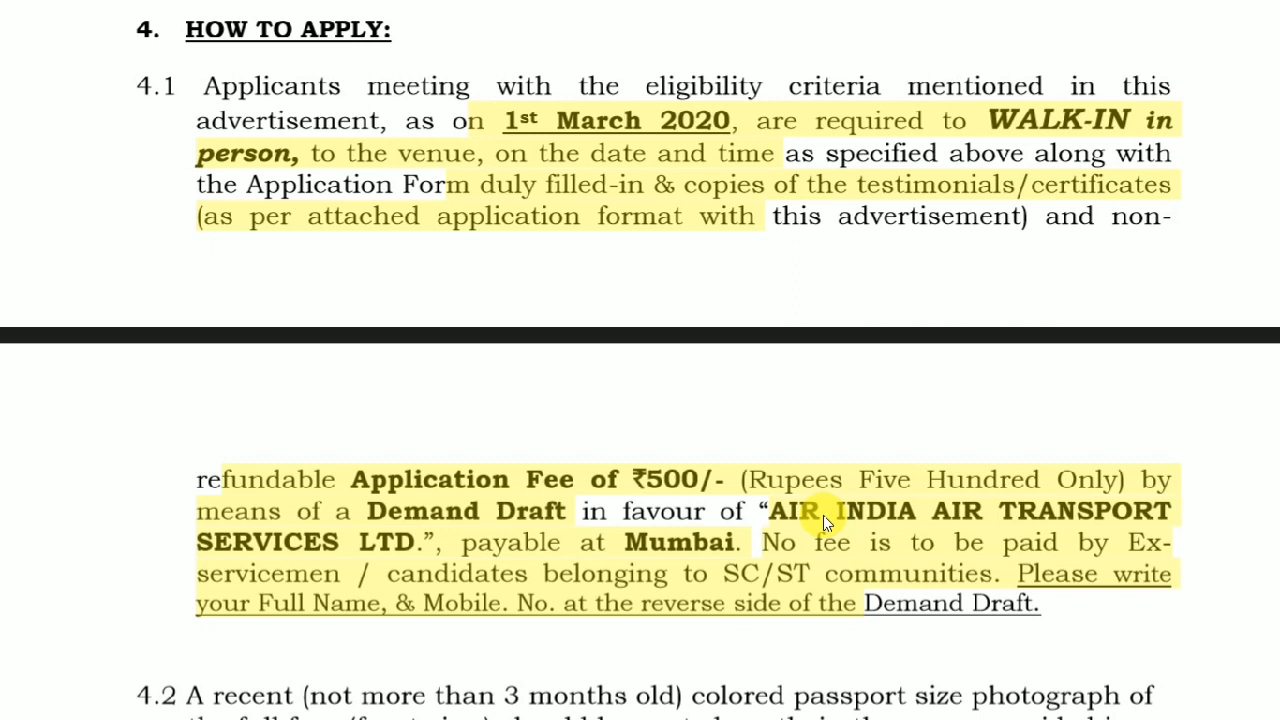 4. HOW TO APPLY:
4.1 Applicants meeting with the eligibility criteria mentioned in this
advertisement, as on 1st March 2020, are required to WALK-IN in
person, to the venue, on the date and time as specified above along with
the Application Form duly filled-in & copies of the testimonials/certificates
(as per attached application format with this advertisement) and non-
refundable Application Fee of ₹500/- (Rupees Five Hundred Only) by
means of a Demand Draft in favour of “AIR INDIA AIR TRANSPORT
SERVICES LTD.”, payable at Mumbai. No fee is to be paid by Ex-
servicemen / candidates belonging to SC/ST communities. Please write
your Full Name, & Mobile. No. at the reverse side of the Demand Draft.
4.2 A recent (not more than 3 months old) colored passport size photograph of